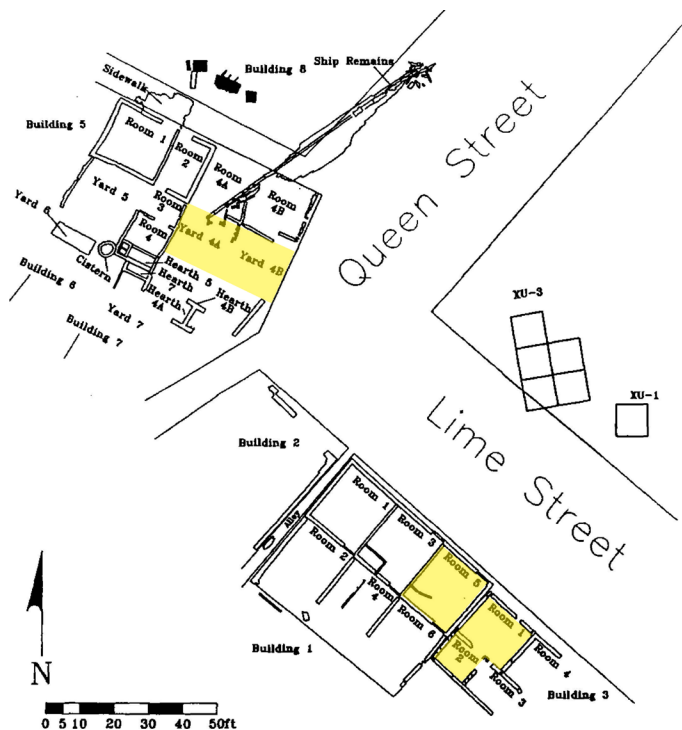 Ship Remains
Building 8
Sidewalk
Building 5
Room 1
Room 2
Room 4A
Room 4B
Queen Street
Yard 5
Room 3
Yard 6
Room 4
Yard 4A
Yard 4B
Cistern
Hearth 5
Hearth 7
Hearth 4A
Hearth 4B
Building 6
Yard 7
Building 7
XU-3
XU-1
Lime Street
Building 2
Alley
Room 1
Room 3
Room 2
Room 5
Room 4
Room 6
Building 1
Room 1
Room 2
Room 4
Room 3
Building 3
N
0 5 10 20 30 40 50ft